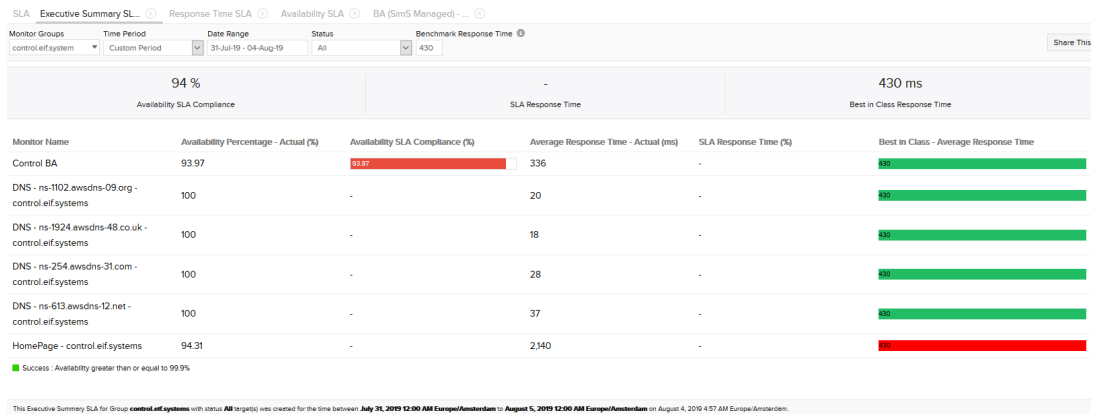 SLA Executive Summary SL... Response Time SLA Availability SLA BA (SimS Managed) - ...
Monitor Groups Time Period Date Range Status Benchmark Response Time
control.eif.system Custom Period 31-Jul-19 - 04-Aug-19 All 430
Share This
94 % - 430 ms
Availability SLA Compliance SLA Response Time Best in Class Response Time
Monitor Name Availability Percentage - Actual (%) Availability SLA Compliance (%) Average Response Time - Actual (ms) SLA Response Time (%) Best in Class - Average Response Time
Control BA 93.97 93.97 336 - 430
DNS - ns-1102.awsdns-09.org -
control.eif.systems
100 - 20 - 430
DNS - ns-1924.awsdns-48.co.uk -
control.eif.systems
100 - 18 - 430
DNS - ns-254.awsdns-31.com -
control.eif.systems
100 - 28 - 430
DNS - ns-613.awsdns-12.net -
control.eif.systems
100 - 37 - 430
HomePage - control.eif.systems 94.31 - 2,140 - 430
Success : Availability greater than or equal to 99.9%
This Executive Summary SLA for Group control.eif.systems with status All target(s) was created for the time between July 31, 2019 12:00 AM Europe/Amsterdam to August 5, 2019 12:00 AM Europe/Amsterdam on August 4, 2019 4:57 AM Europe/Amsterdam.